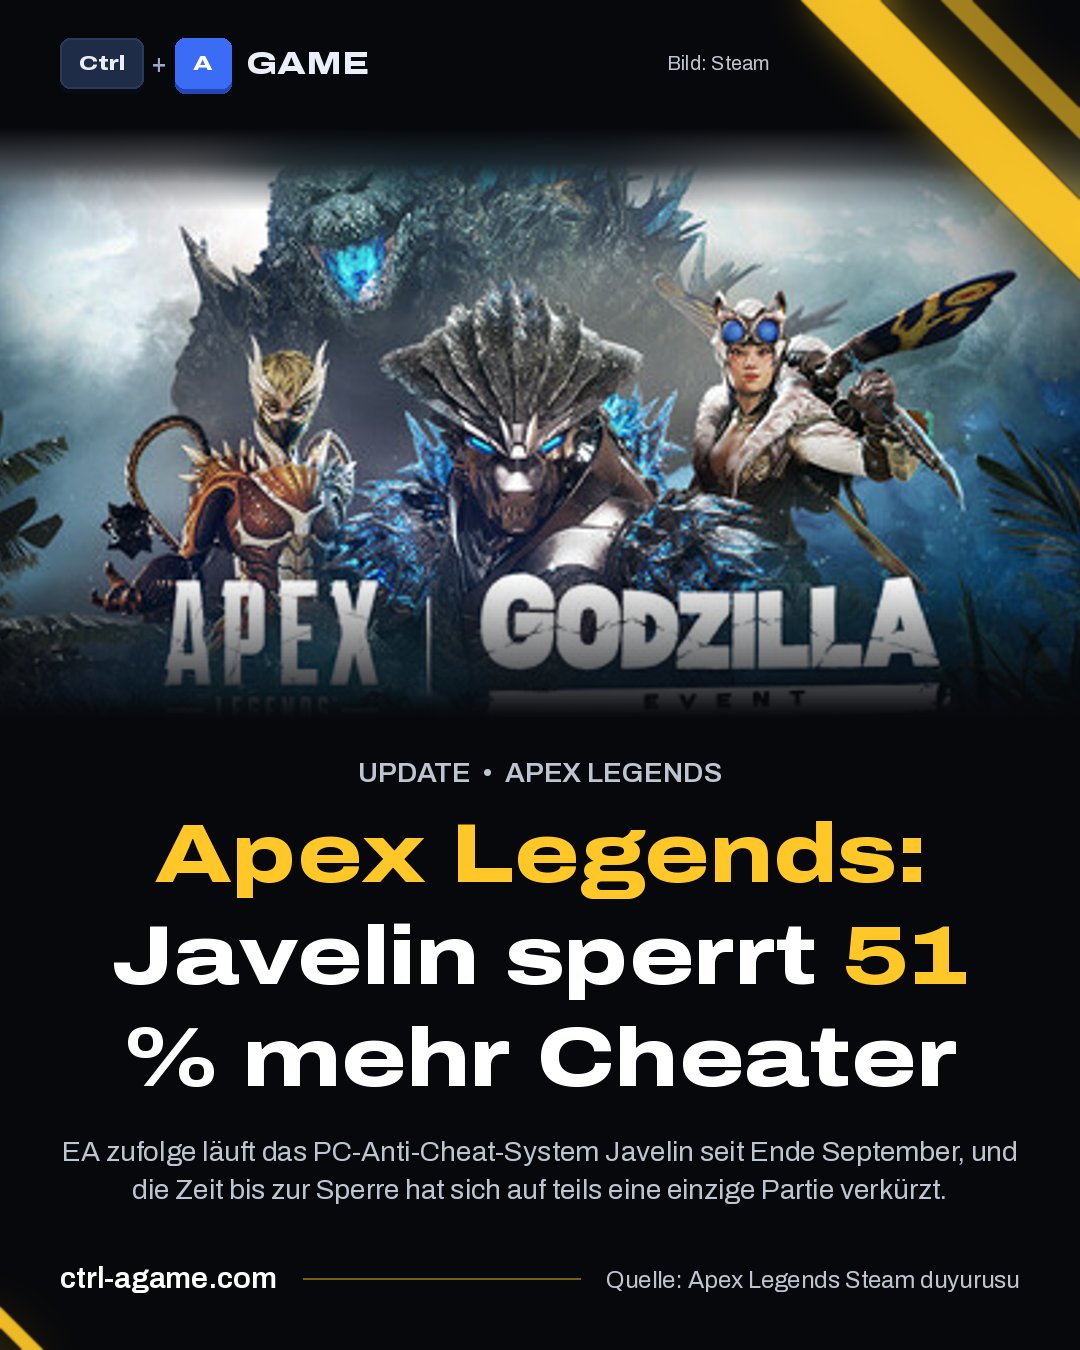 Ctrl + A GAME
Bild: Steam
APEX
LEGENDS
GODZILLA
EVENT
UPDATE • APEX LEGENDS
Apex Legends:
Javelin sperrt 51
% mehr Cheater
EA zufolge läuft das PC-Anti-Cheat-System Javelin seit Ende September, und
die Zeit bis zur Sperre hat sich auf teils eine einzige Partie verkürzt.
ctrl-agame.com
Quelle: Apex Legends Steam duyurusu